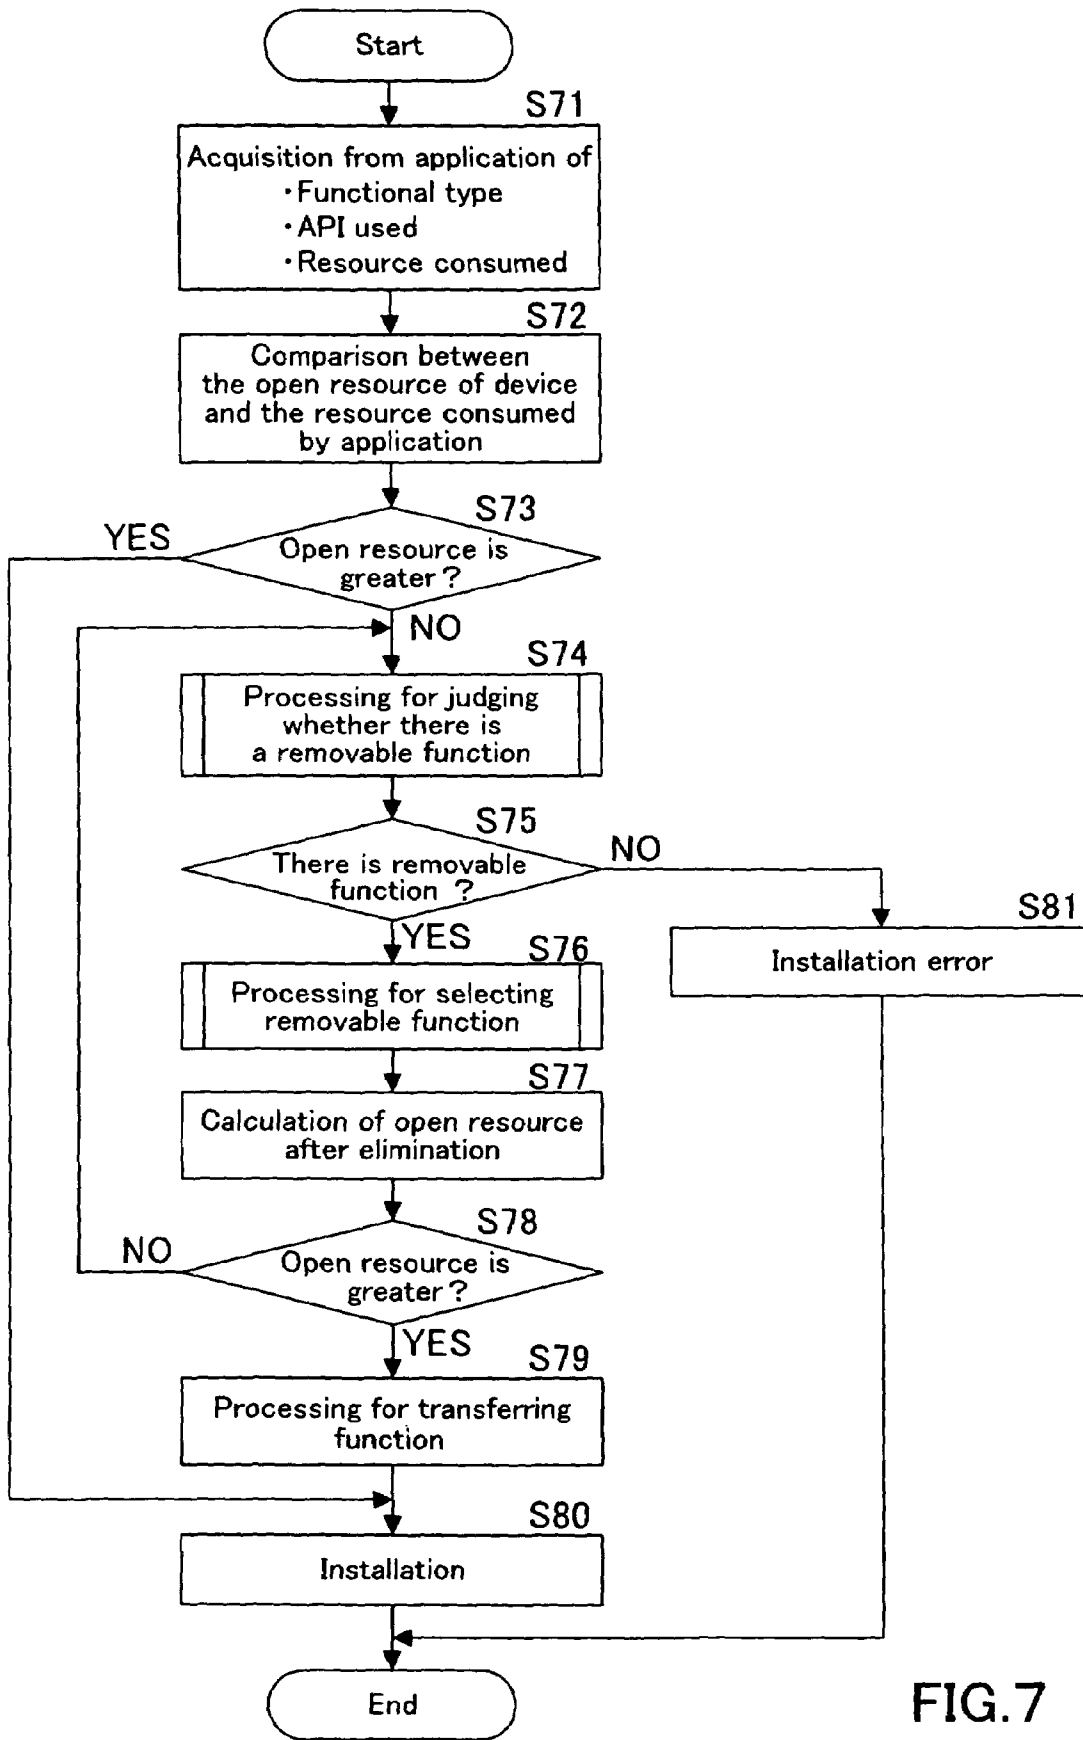 Start
S71
Acquisition from application of
・Functional type
・API used
・Resource consumed
S72
Comparison between
the open resource of device
and the resource consumed
by application
S73
YES
Open resource is
greater?
NO
S74
Processing for judging
whether there is
a removable function
S75
There is removable
function ?
NO
YES
S81
Installation error
S76
Processing for selecting
removable function
S77
Calculation of open resource
after elimination
S78
NO
Open resource is
greater?
YES
S79
Processing for transferring
function
S80
Installation
End
FIG.7